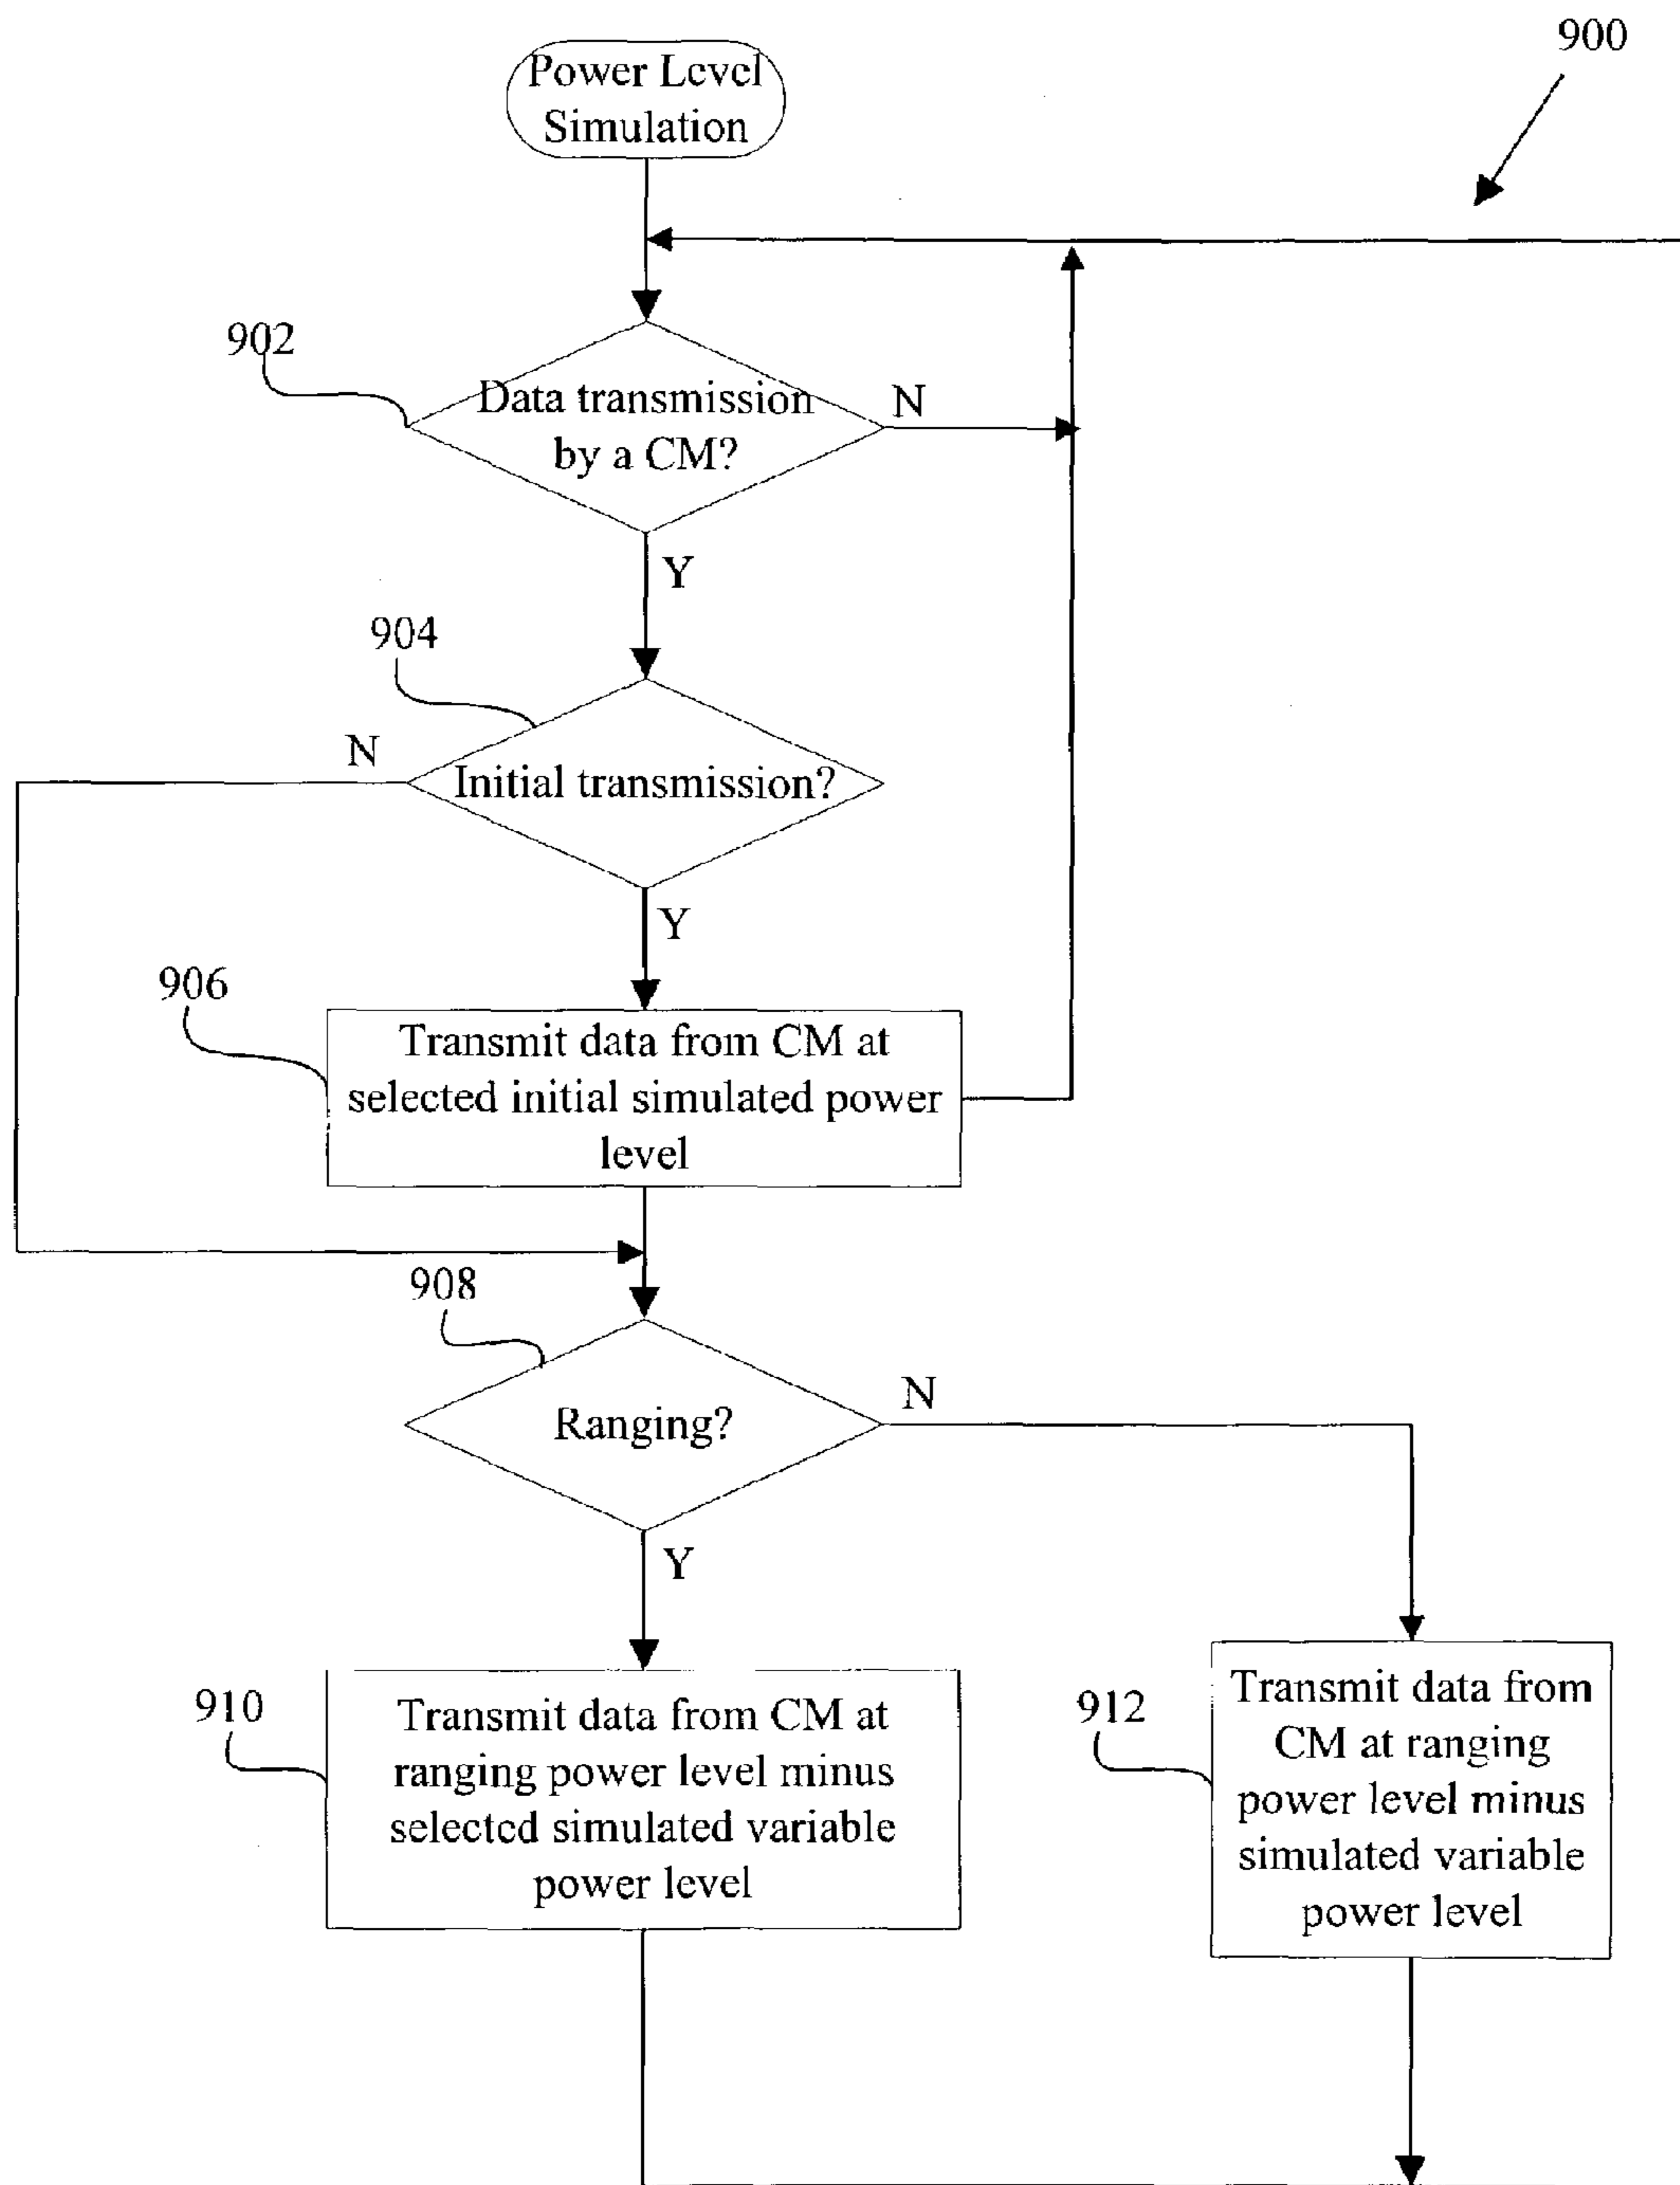 900
Power Level
Simulation
902
Data transmission
by a CM?
N
Y
904
N
Initial transmission?
Y
906
Transmit data from CM at
selected initial simulated power
level
908
N
Ranging?
Y
910
Transmit data from CM at
ranging power level minus
selected simulated variable
power level
912
Transmit data from
CM at ranging
power level minus
simulated variable
power level